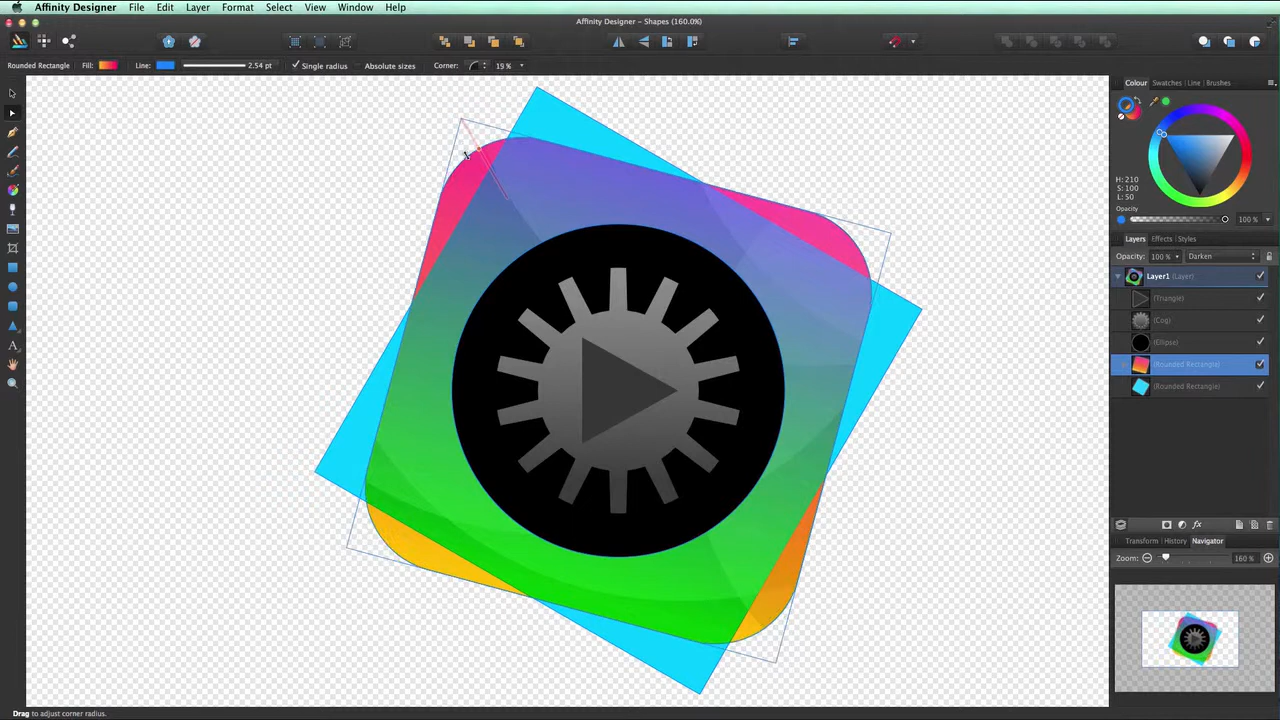 Affinity Designer File Edit Layer Format Select View Window Help
Affinity Designer – Shapes (160.0%)
Rounded Rectangle Fill: Line: 2.54 pt Single radius Absolute sizes Corner: 19 %
Colour Swatches Line Brushes
H: 210
S: 100
L: 50
Opacity
100 %
Layers Effects Styles
Opacity: 100 % Darken
Layer1 (Layer)
(Triangle)
(Cog)
(Ellipse)
(Rounded Rectangle)
(Rounded Rectangle)
fx
Transform History Navigator
Zoom: 160 %
A
Drag to adjust corner radius.